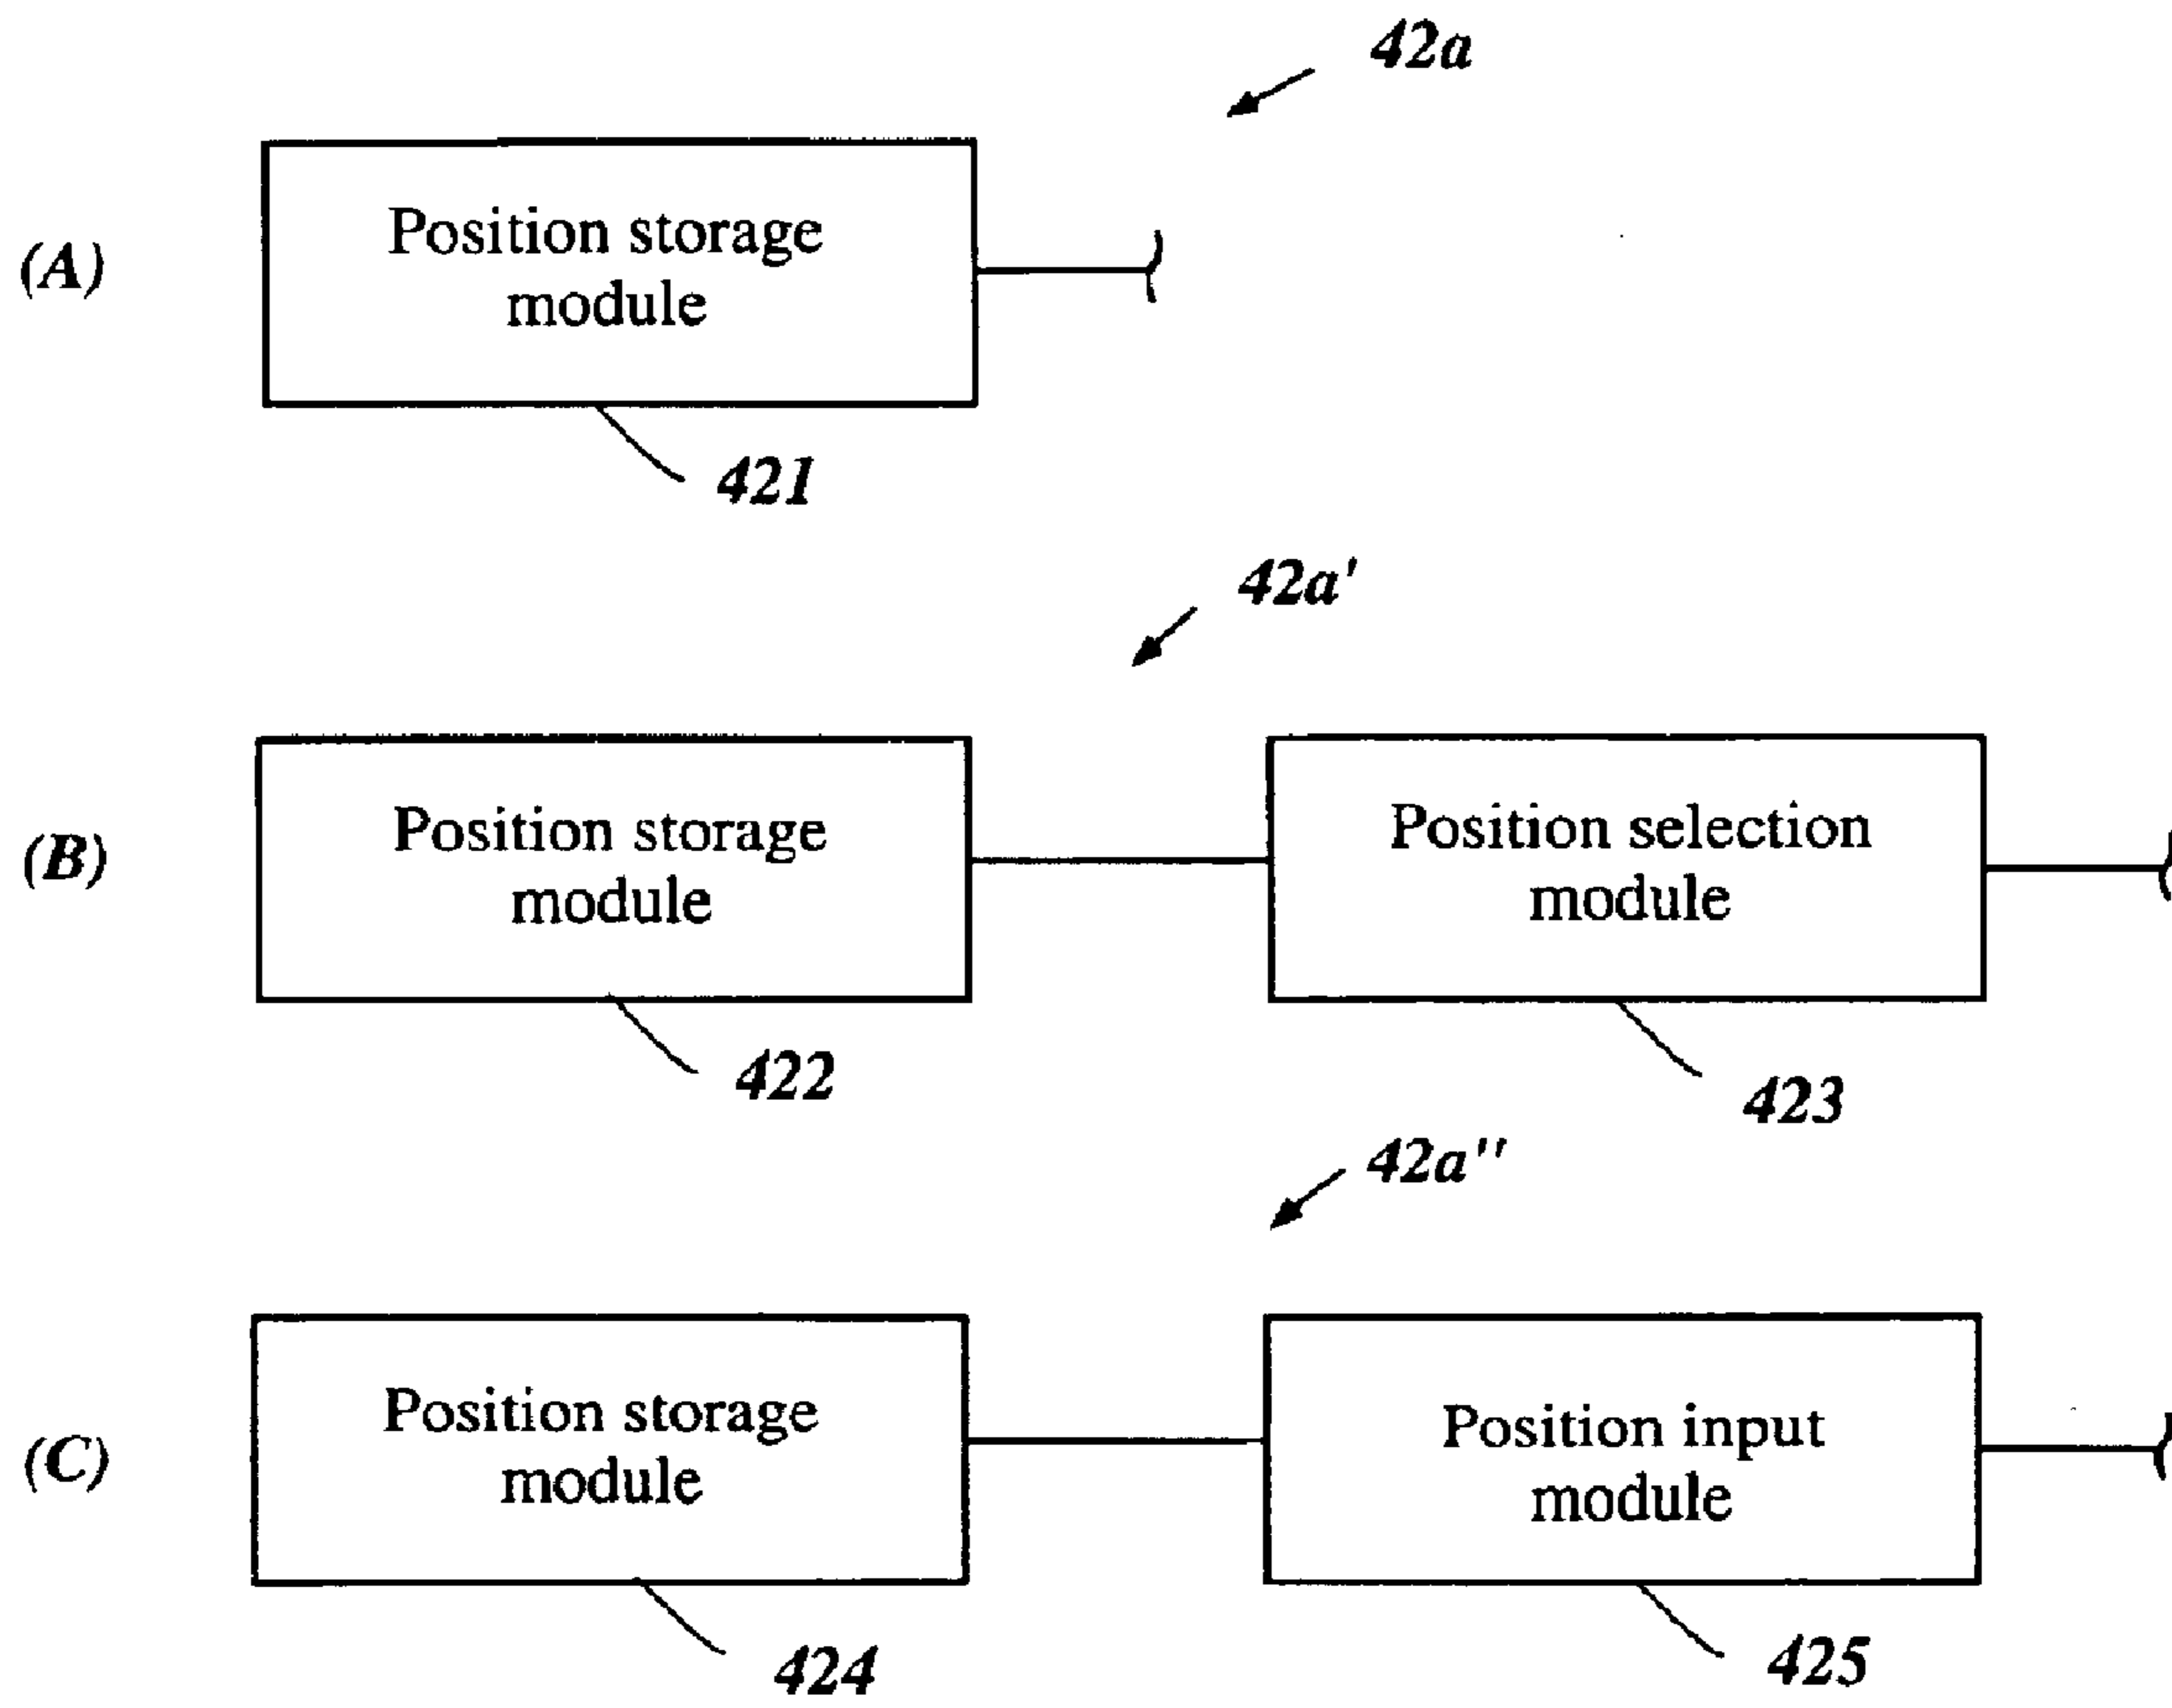 42a
(A)
Position storage
module
421
42a'
(B)
Position storage
module
Position selection
module
422
423
42a"
(C)
Position storage
module
Position input
module
424
425